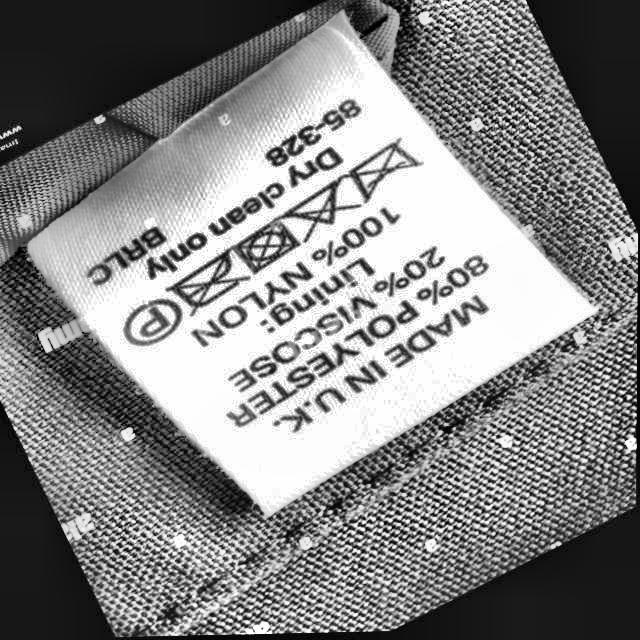 MADE IN U.K.
80% POLYESTER
20% VISCOSE
Lining:
100% NYLON
P
Dry clean only
85-328 BRLC